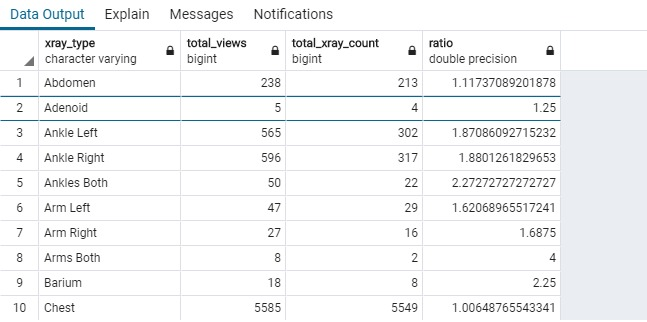 Data Output Explain Messages Notifications
xray_type total_views total_xray_count ratio
character varying bigint bigint double precision
1 Abdomen 238 213 1.11737089201878
2 Adenoid 5 4 1.25
3 Ankle Left 565 302 1.87086092715232
4 Ankle Right 596 317 1.8801261829653
5 Ankles Both 50 22 2.27272727272727
6 Arm Left 47 29 1.62068965517241
7 Arm Right 27 16 1.6875
8 Arms Both 8 2 4
9 Barium 18 8 2.25
10 Chest 5585 5549 1.00648765543341